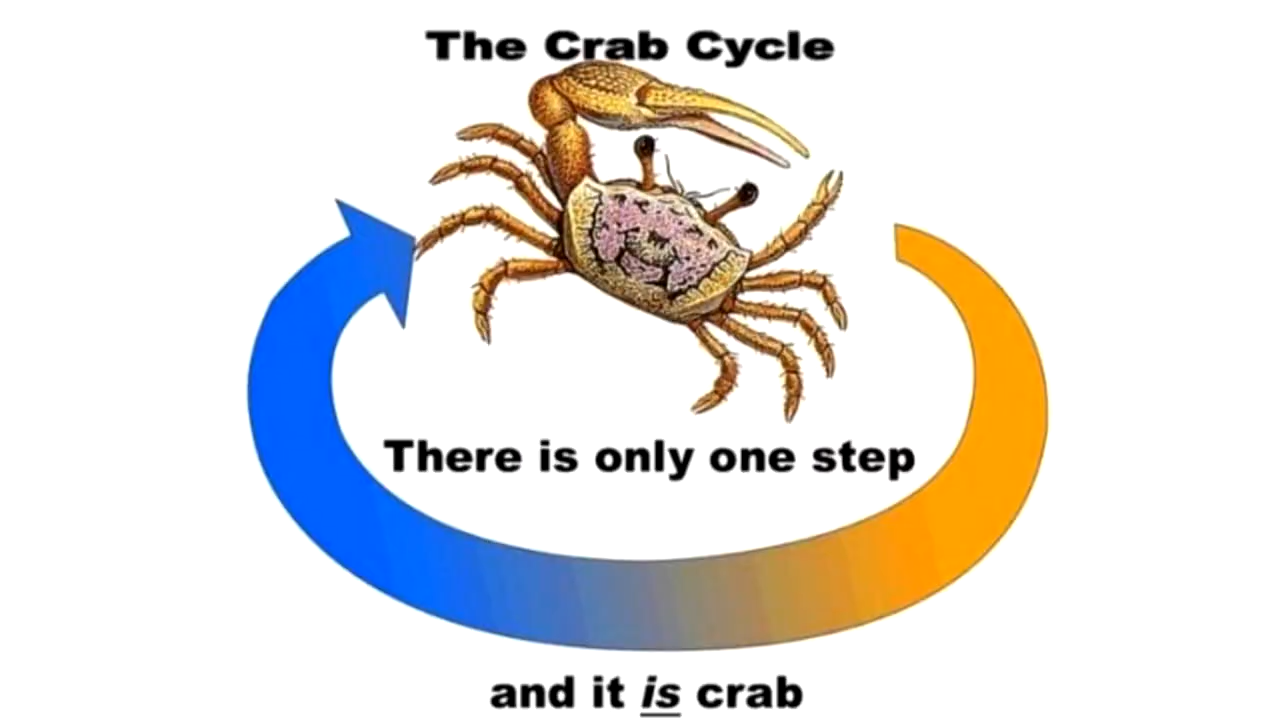 The Crab Cycle
There is only one step
and it is crab